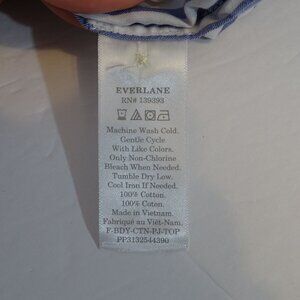 EVERLANE
RN# 139393
Machine Wash Cold.
Gentle Cycle
With Like Colors.
Only Non-Chlorine
Bleach When Needed.
Tumble Dry Low.
Cool Iron If Needed.
100% Cotton.
100% Coton.
Made in Vietnam.
Fabriqué au Viêt-Nam.
F-BDY-CTN-PJ-TOP
PP3132544390